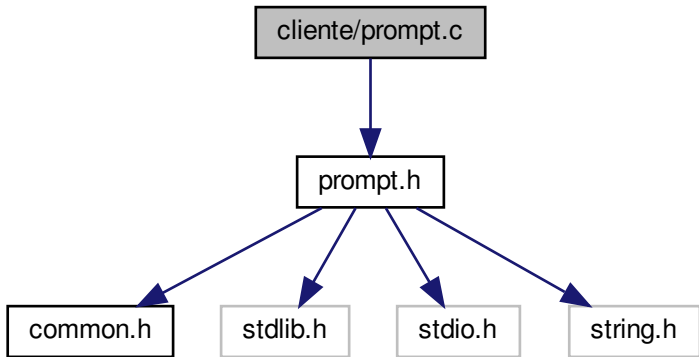 cliente/prompt.c
prompt.h
common.h
stdlib.h
stdio.h
string.h